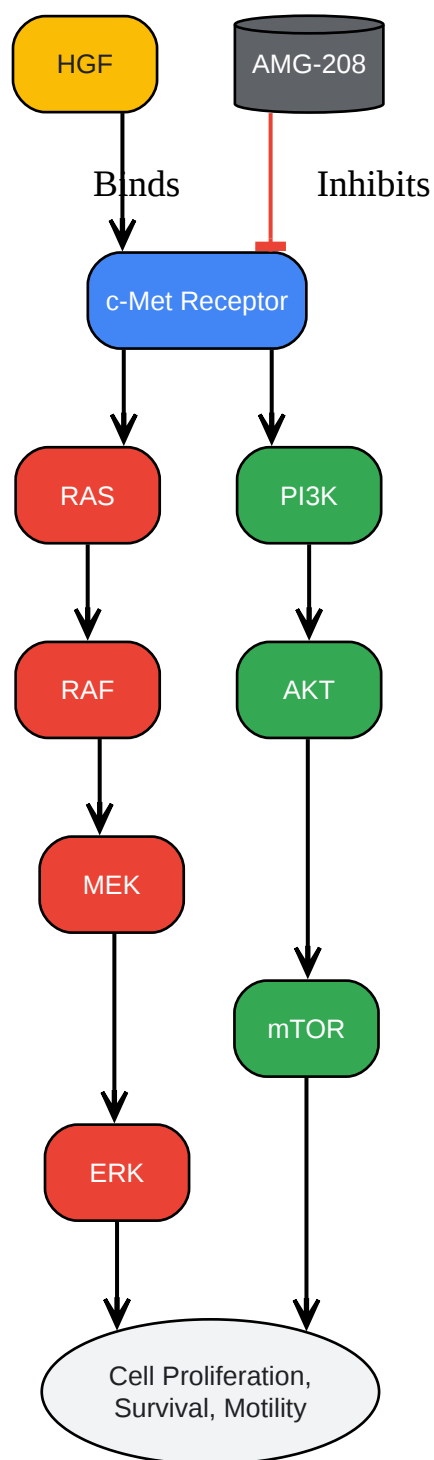 HGF
AMG-208
Binds
Inhibits
c-Met Receptor
RAS
PI3K
RAF
AKT
MEK
mTOR
ERK
Cell Proliferation,
Survival, Motility